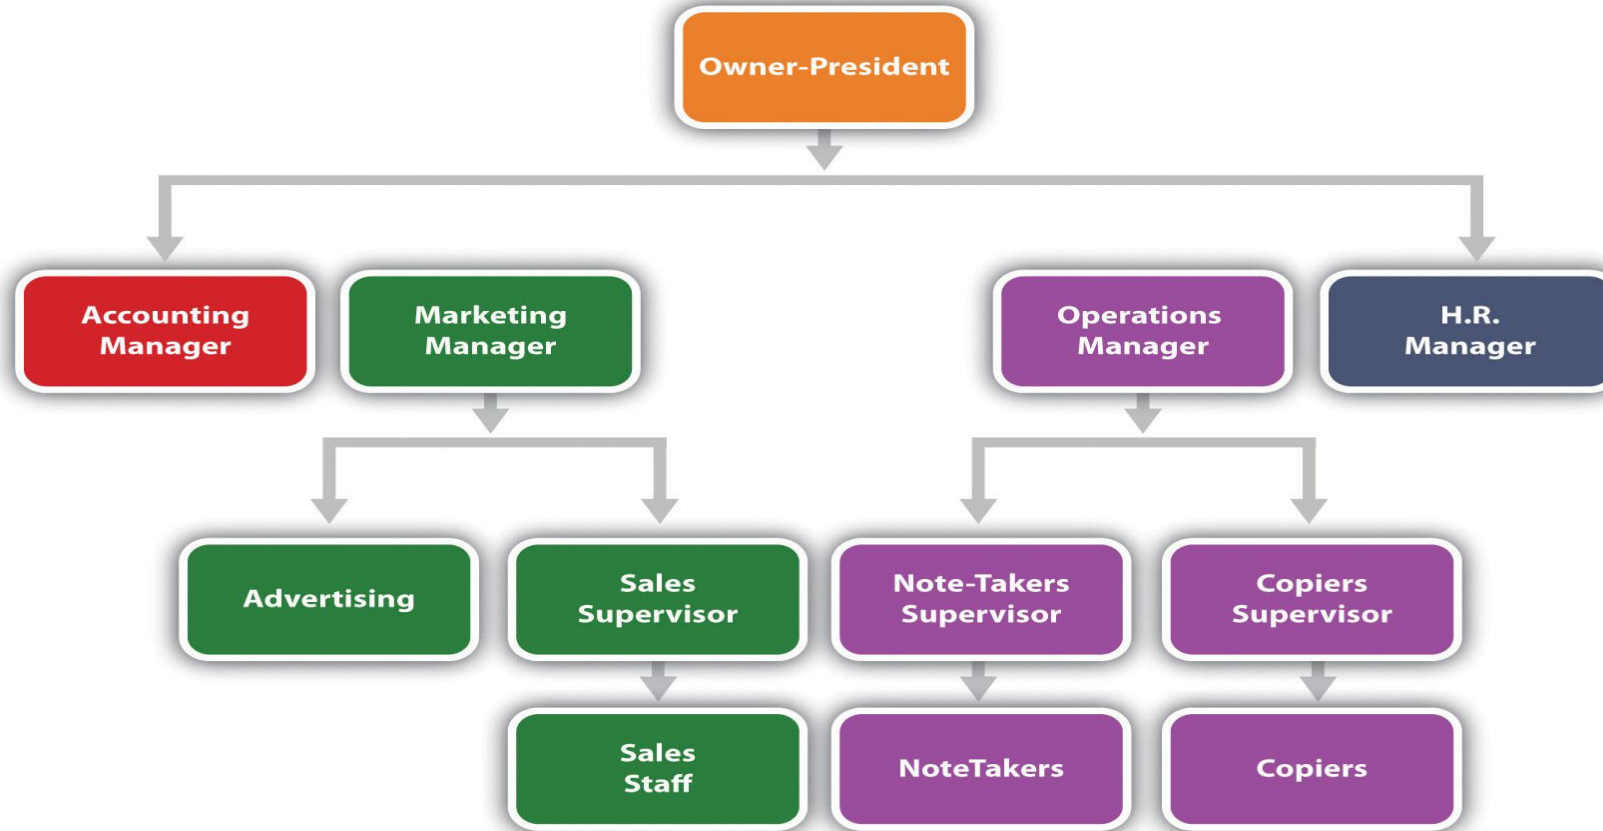 Owner-President
Accounting
Manager
Marketing
Manager
Operations
Manager
H.R.
Manager
Advertising
Sales
Supervisor
Note-Takers
Supervisor
Copiers
Supervisor
Sales
Staff
NoteTakers
Copiers